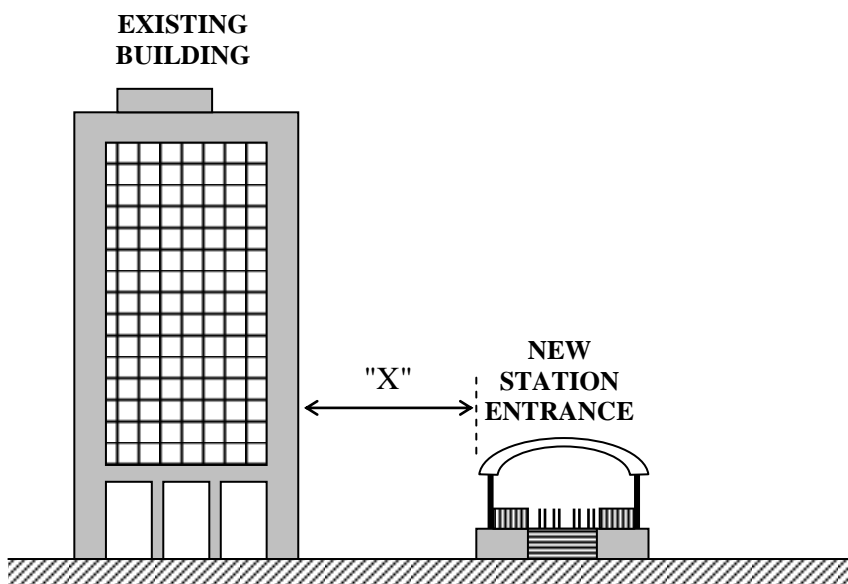 EXISTING
BUILDING
"X"
NEW
STATION
ENTRANCE